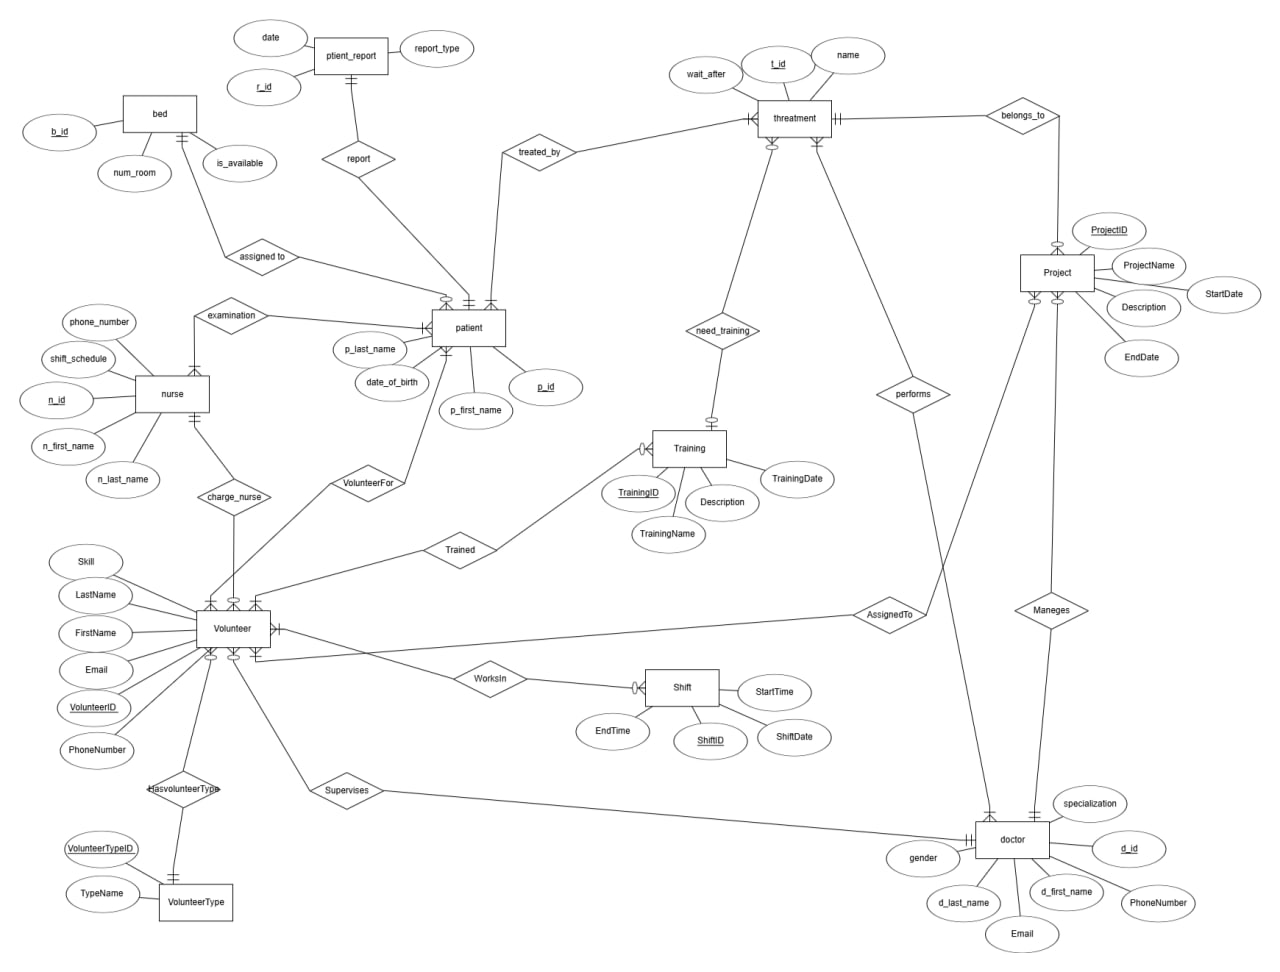 date
ptient_report
report_type
r_id
name
t_id
wait_after
bed
b_id
num_room
is_available
threatment
belongs_to
report
treated_by
ProjectID
ProjectName
Project
StartDate
Description
EndDate
assigned to
phone_number
examination
patient
p_last_name
date_of_birth
p_id
p_first_name
shift_schedule
nurse
n_id
n_first_name
n_last_name
need_training
performs
Training
TrainingDate
TrainingID
Description
TrainingName
VolunteerFor
charge_nurse
Trained
Skill
LastName
FirstName
Volunteer
Email
VolunteerID
PhoneNumber
AssignedTo
Maneges
WorksIn
Shift
StartTime
EndTime
ShiftID
ShiftDate
HasvolunteerType
Supervises
specialization
doctor
d_id
gender
d_first_name
d_last_name
PhoneNumber
Email
VolunteerTypeID
TypeName
VolunteerType